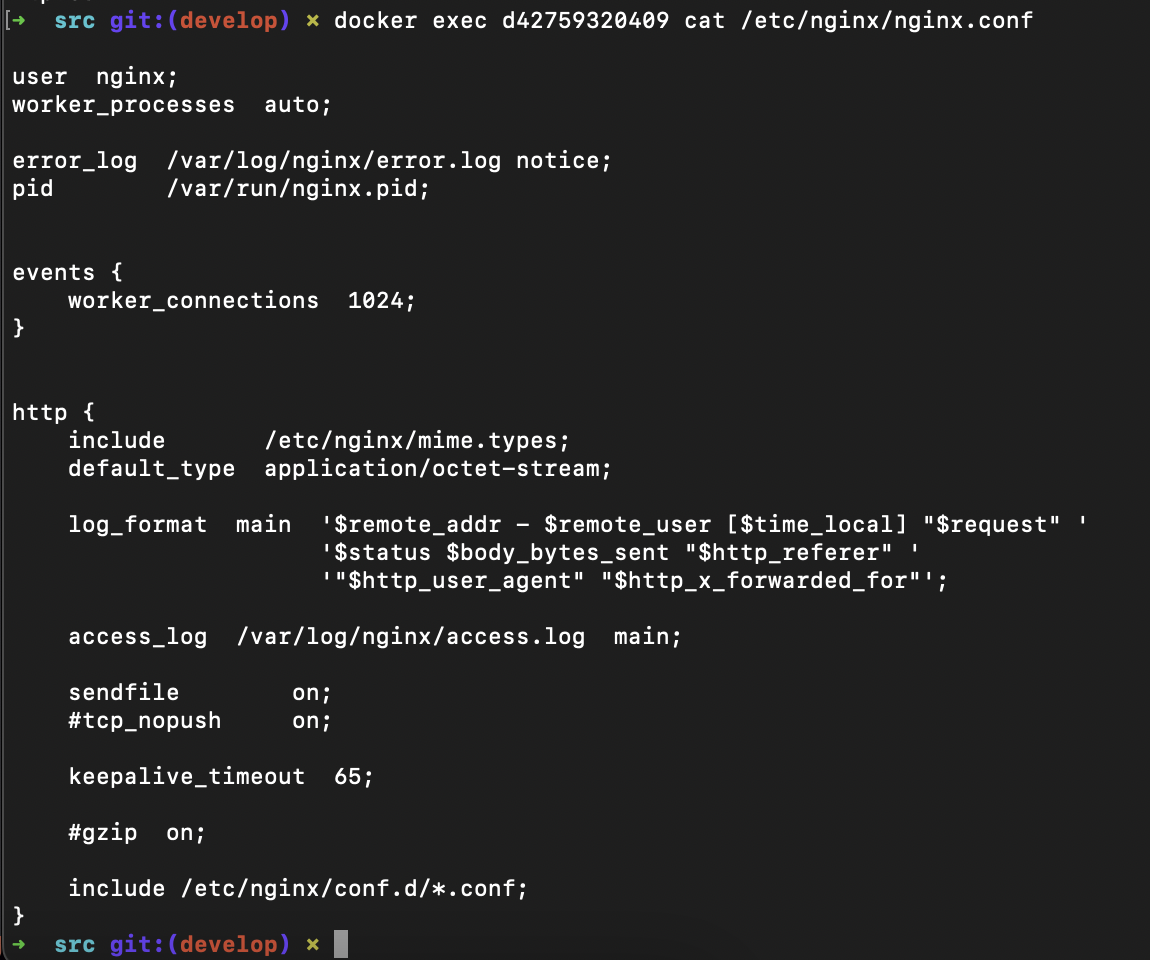 ➜  src git:(develop) ✗ docker exec d42759320409 cat /etc/nginx/nginx.conf
user  nginx;
worker_processes  auto;
error_log  /var/log/nginx/error.log notice;
pid        /var/run/nginx.pid;
events {
    worker_connections  1024;
}
http {
    include       /etc/nginx/mime.types;
    default_type  application/octet-stream;
    log_format  main  '$remote_addr - $remote_user [$time_local] "$request" '
                      '$status $body_bytes_sent "$http_referer" '
                      '"$http_user_agent" "$http_x_forwarded_for"';
    access_log  /var/log/nginx/access.log  main;
    sendfile        on;
    #tcp_nopush     on;
    keepalive_timeout  65;
    #gzip  on;
    include /etc/nginx/conf.d/*.conf;
}
➜  src git:(develop) ✗